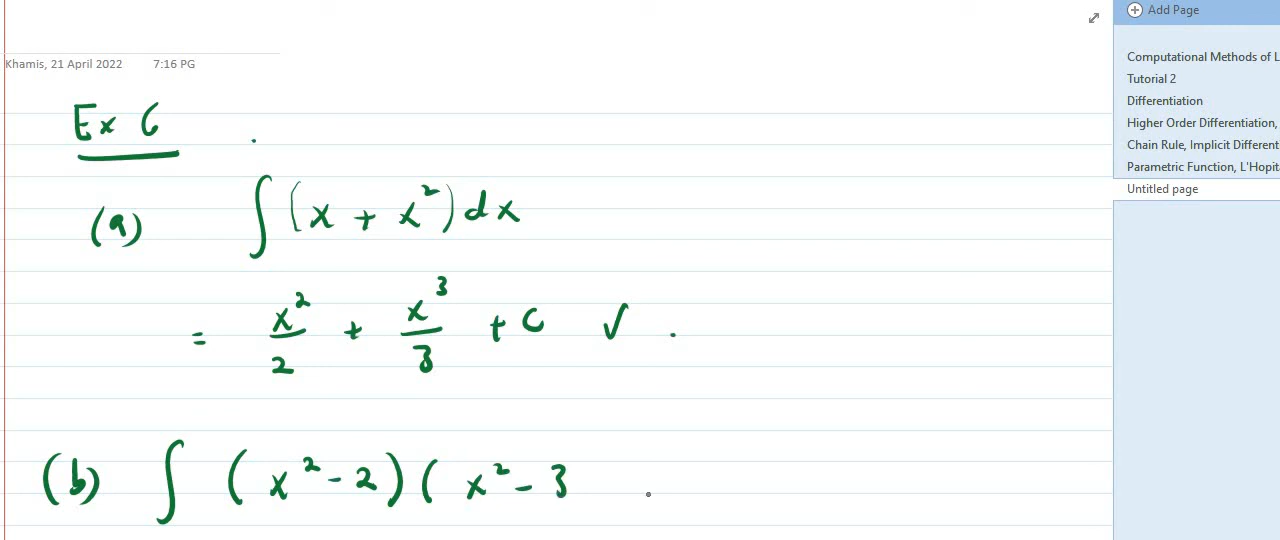 Add Page
Khamis, 21 April 2022 7:16 PG
Computational Methods of L
Tutorial 2
Differentiation
Higher Order Differentiation,
Chain Rule, Implicit Different
Parametric Function, L'Hopit
Untitled page
Ex 6
(a) ∫ (x + x²) dx
= x²/2 + x³/3 + c √
(b) ∫ (x² - 2) (x² - 3